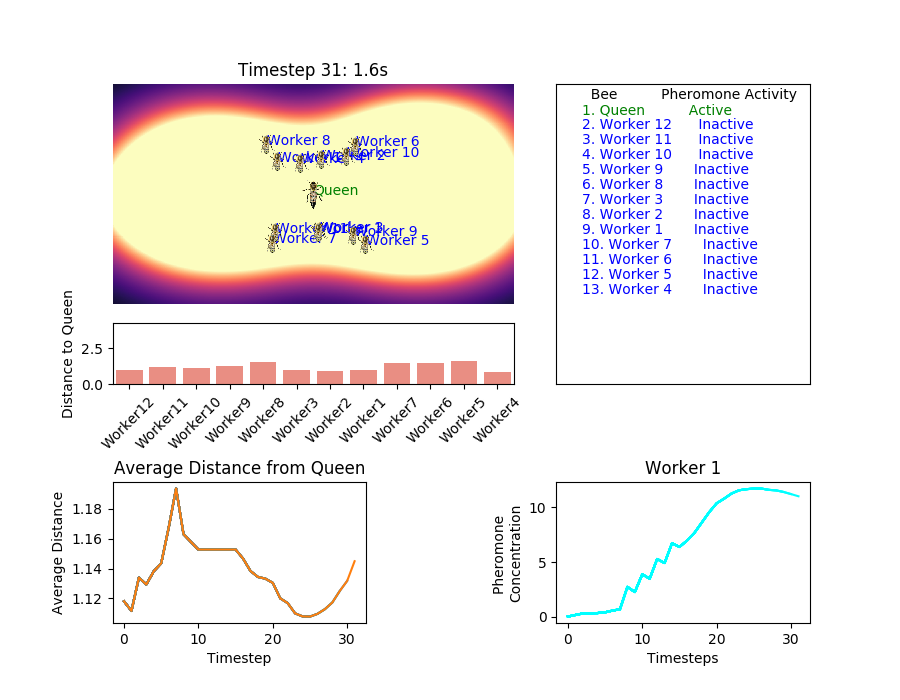 Timestep 31: 1.6s
Worker 8
Worker 6
Worker 2
Worker 10
Queen
Worker 3
Worker 9
Worker 7
Worker 5
Bee Pheromone Activity
1. Queen Active
2. Worker 12 Inactive
3. Worker 11 Inactive
4. Worker 10 Inactive
5. Worker 9 Inactive
6. Worker 8 Inactive
7. Worker 3 Inactive
8. Worker 2 Inactive
9. Worker 1 Inactive
10. Worker 7 Inactive
11. Worker 6 Inactive
12. Worker 5 Inactive
13. Worker 4 Inactive
Distance to Queen
2.5
0.0
Worker12
Worker11
Worker10
Worker9
Worker8
Worker3
Worker2
Worker1
Worker7
Worker6
Worker5
Worker4
Average Distance from Queen
Average Distance
1.18
1.16
1.14
1.12
0 10 20 30
Timestep
Worker 1
Pheromone
Concentration
10
5
0
0 10 20 30
Timesteps